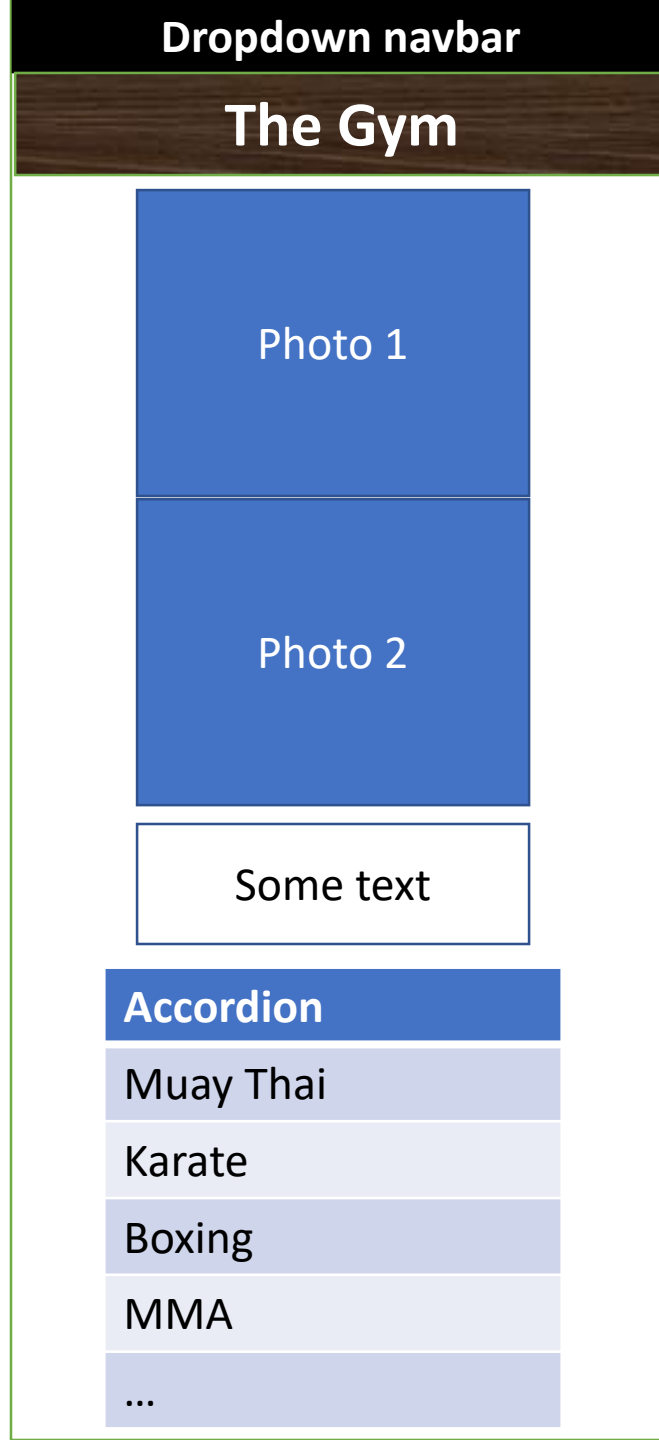 Dropdown navbar
The Gym
Photo 1
Photo 2
Some text
Accordion
Muay Thai
Karate
Boxing
MMA
...